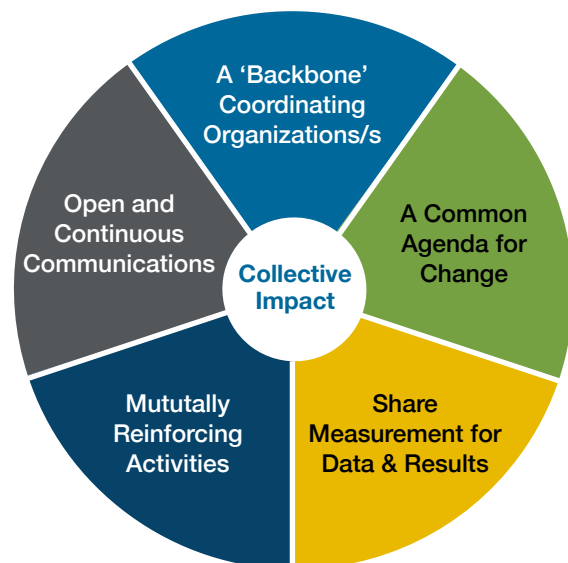 A ‘Backbone’
Coordinating
Organizations/s
A Common
Agenda for
Change
Share
Measurement for
Data & Results
Mututally
Reinforcing
Activities
Open and
Continuous
Communications
Collective
Impact